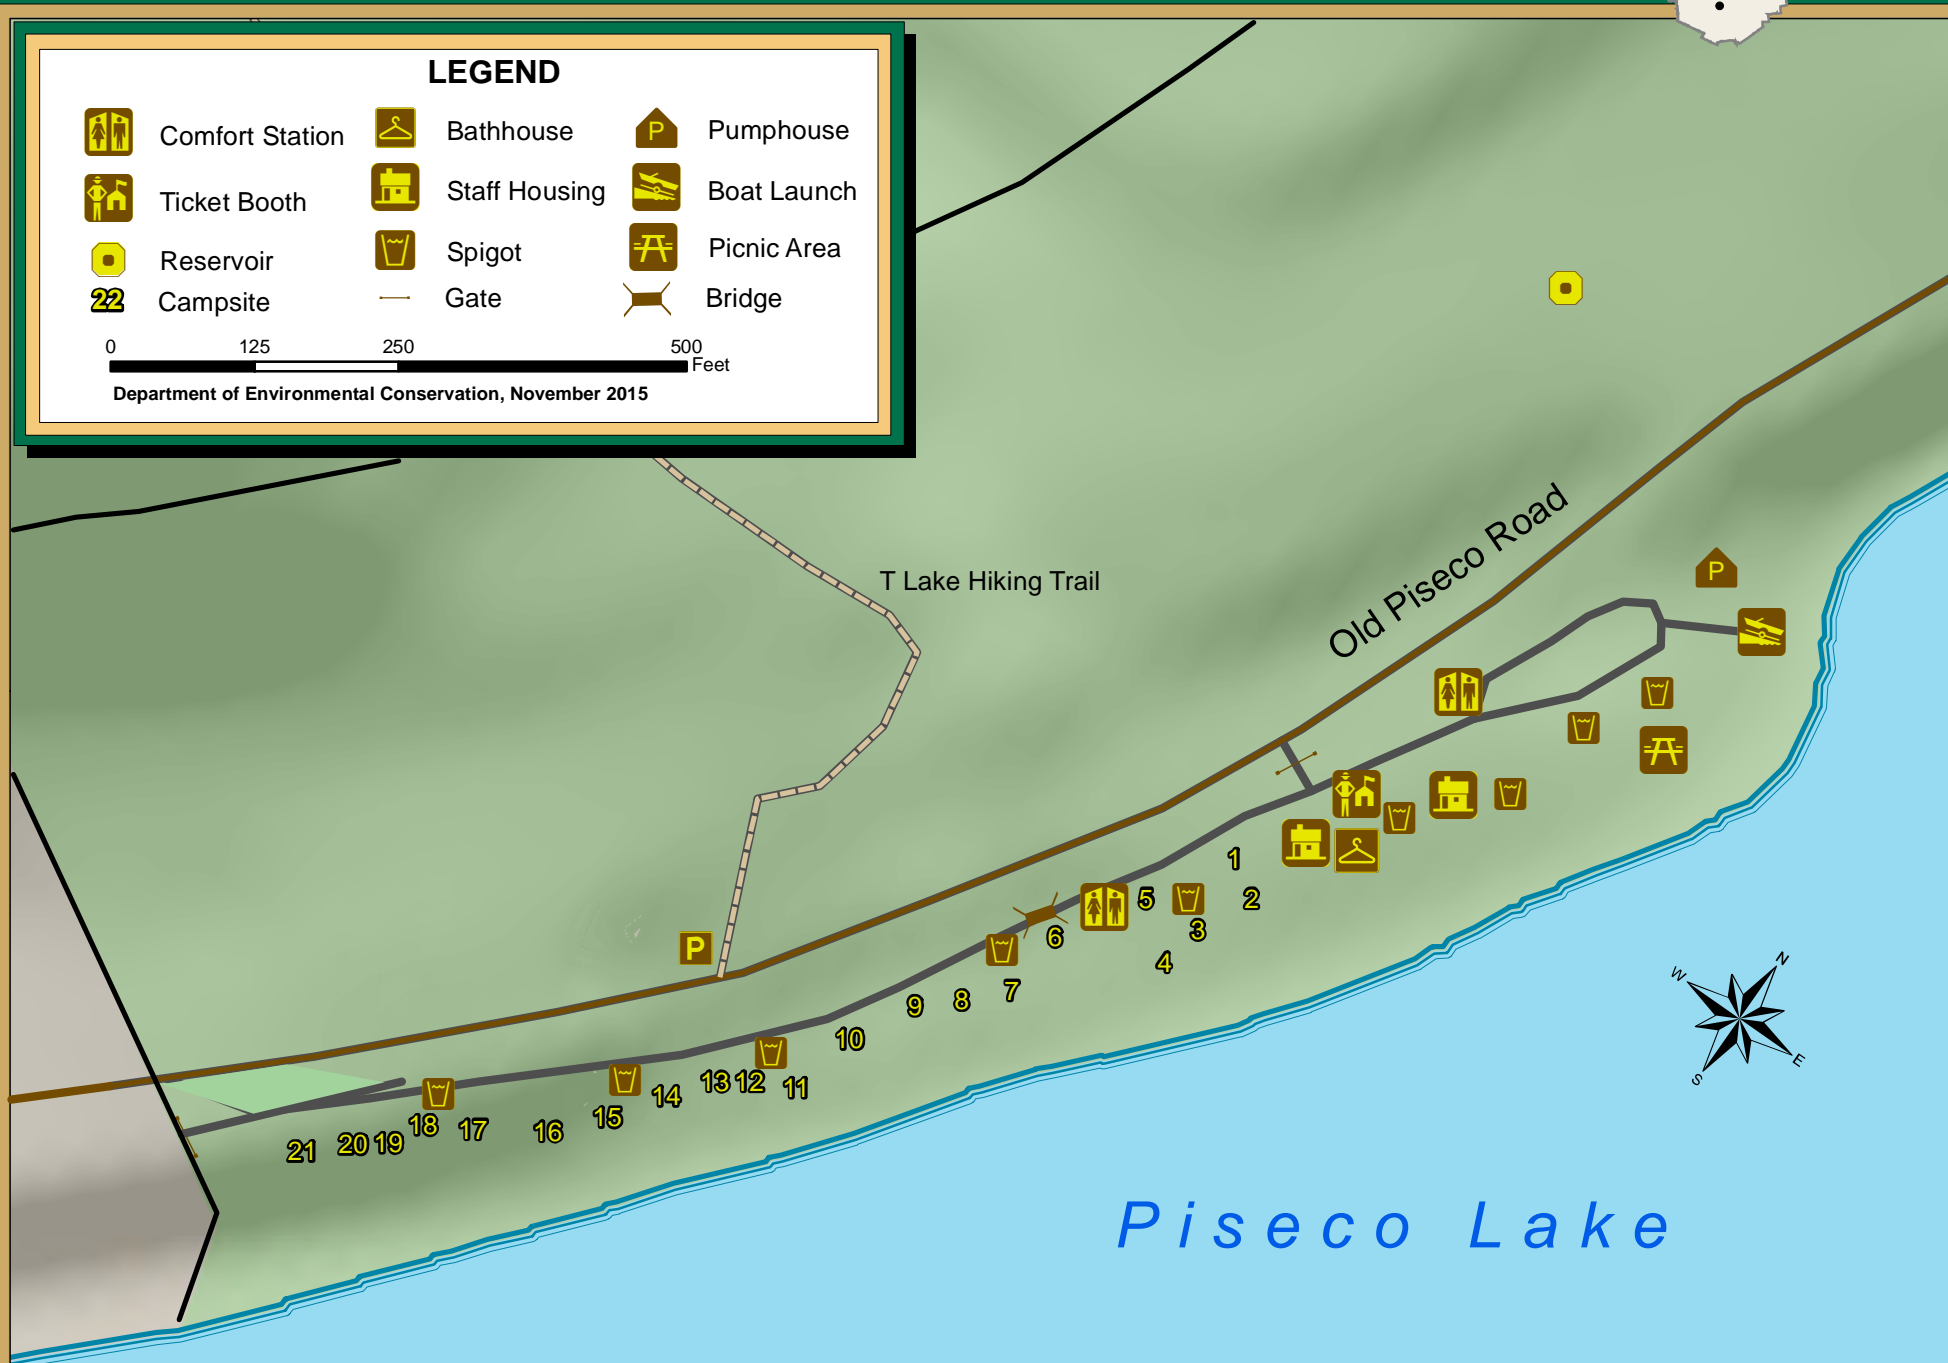 LEGEND
Comfort Station
Bathhouse
P
Pumphouse
Ticket Booth
Staff Housing
Boat Launch
Reservoir
Spigot
Picnic Area
22
Campsite
Gate
Bridge
0 125 250 500
Feet
Department of Environmental Conservation, November 2015
T Lake Hiking Trail
Old Piseco Road
P
P
1
2
3
4
5
6
7
8
9
10
11
12
13
14
15
16
17
18
19
20
21
N
W
E
S
Piseco Lake